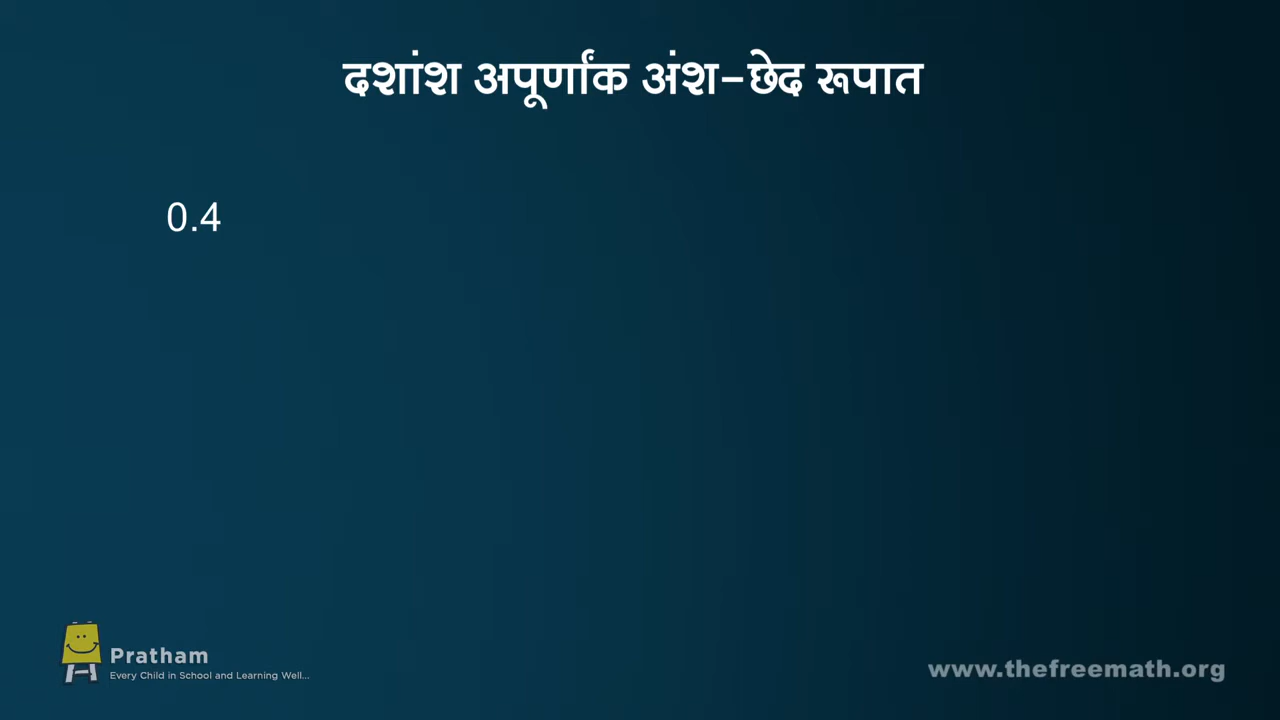 दशांश अपूर्णांक अंश-छेद रूपात
0.4
Pratham
Every Child in School and Learning Well...
www.thefreemath.org